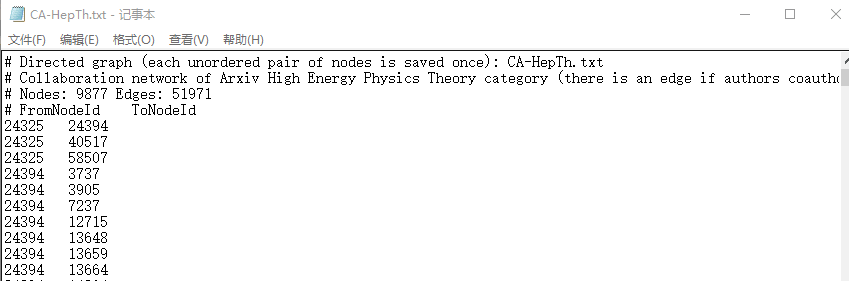 CA-HepTh.txt - 记事本
文件(F) 编辑(E) 格式(O) 查看(V) 帮助(H)
# Directed graph (each unordered pair of nodes is saved once): CA-HepTh.txt
# Collaboration network of Arxiv High Energy Physics Theory category (there is an edge if authors coautho
# Nodes: 9877 Edges: 51971
# FromNodeId ToNodeId
24325 24394
24325 40517
24325 58507
24394 3737
24394 3905
24394 7237
24394 12715
24394 13648
24394 13659
24394 13664